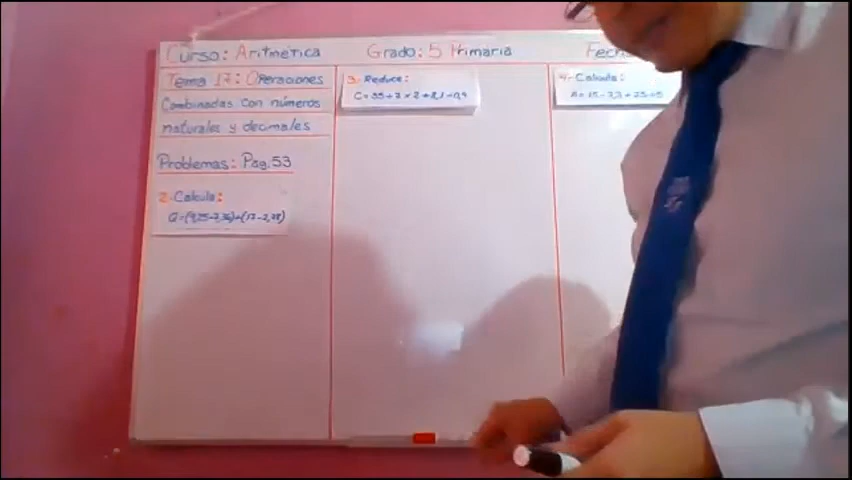 Curso: Aritmética
Grado: 5 Primaria
Fech
Tema 17: Operaciones
Combinadas con números
naturales y decimales
Problemas: Pag. 53
2.- Calcula:
3.- Reduce:
4.- Calcula: